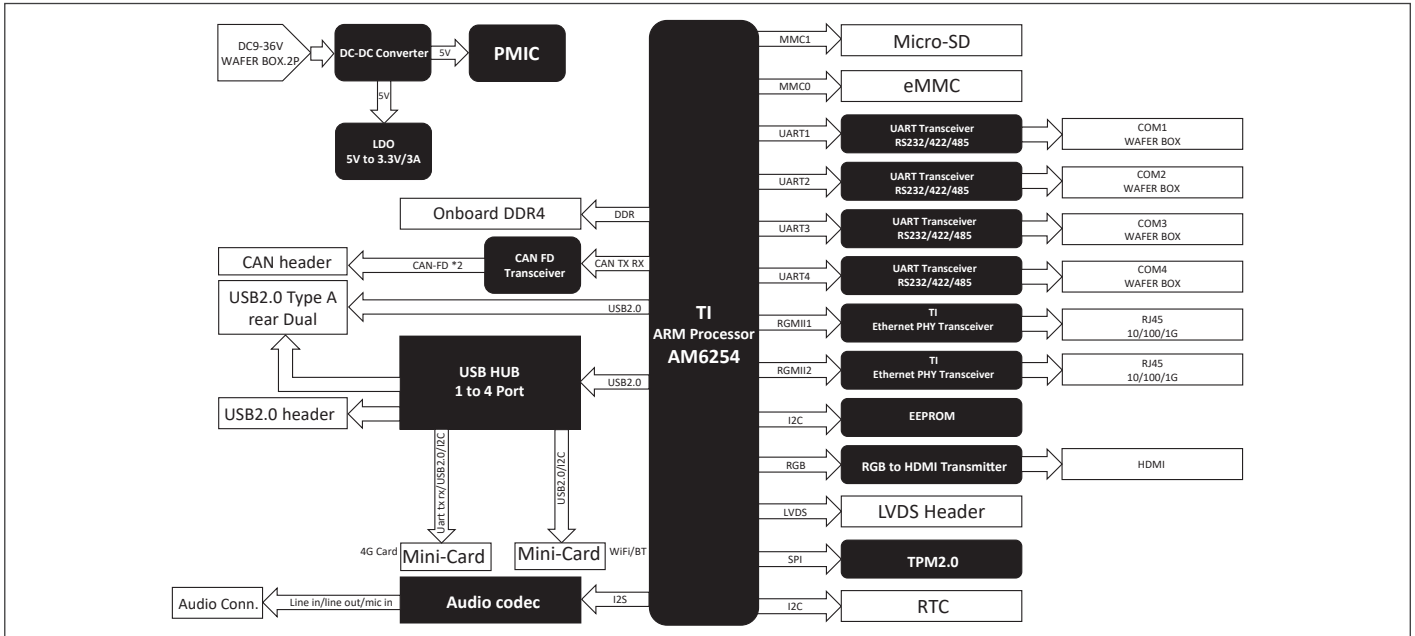 DC9-36V
WAFER BOX.2P
DC-DC Converter
5V
PMIC
5V
LDO
5V to 3.3V/3A
Onboard DDR4
DDR
CAN header
CAN-FD *2
CAN FD
Transceiver
CAN TX RX
USB2.0 Type A
rear Dual
USB2.0
USB HUB
1 to 4 Port
USB2.0
USB2.0 header
Uart tx rx/USB2.0/I2C
USB2.0/I2C
4G Card
Mini-Card
Mini-Card
WiFi/BT
Audio Conn.
Line in/line out/mic in
Audio codec
I2S
TI
ARM Processor
AM6254
MMC1
Micro-SD
MMC0
eMMC
UART1
UART Transceiver
RS232/422/485
COM1
WAFER BOX
UART2
UART Transceiver
RS232/422/485
COM2
WAFER BOX
UART3
UART Transceiver
RS232/422/485
COM3
WAFER BOX
UART4
UART Transceiver
RS232/422/485
COM4
WAFER BOX
RGMII1
TI
Ethernet PHY Transceiver
RJ45
10/100/1G
RGMII2
TI
Ethernet PHY Transceiver
RJ45
10/100/1G
I2C
EEPROM
RGB
RGB to HDMI Transmitter
HDMI
LVDS
LVDS Header
SPI
TPM2.0
I2C
RTC